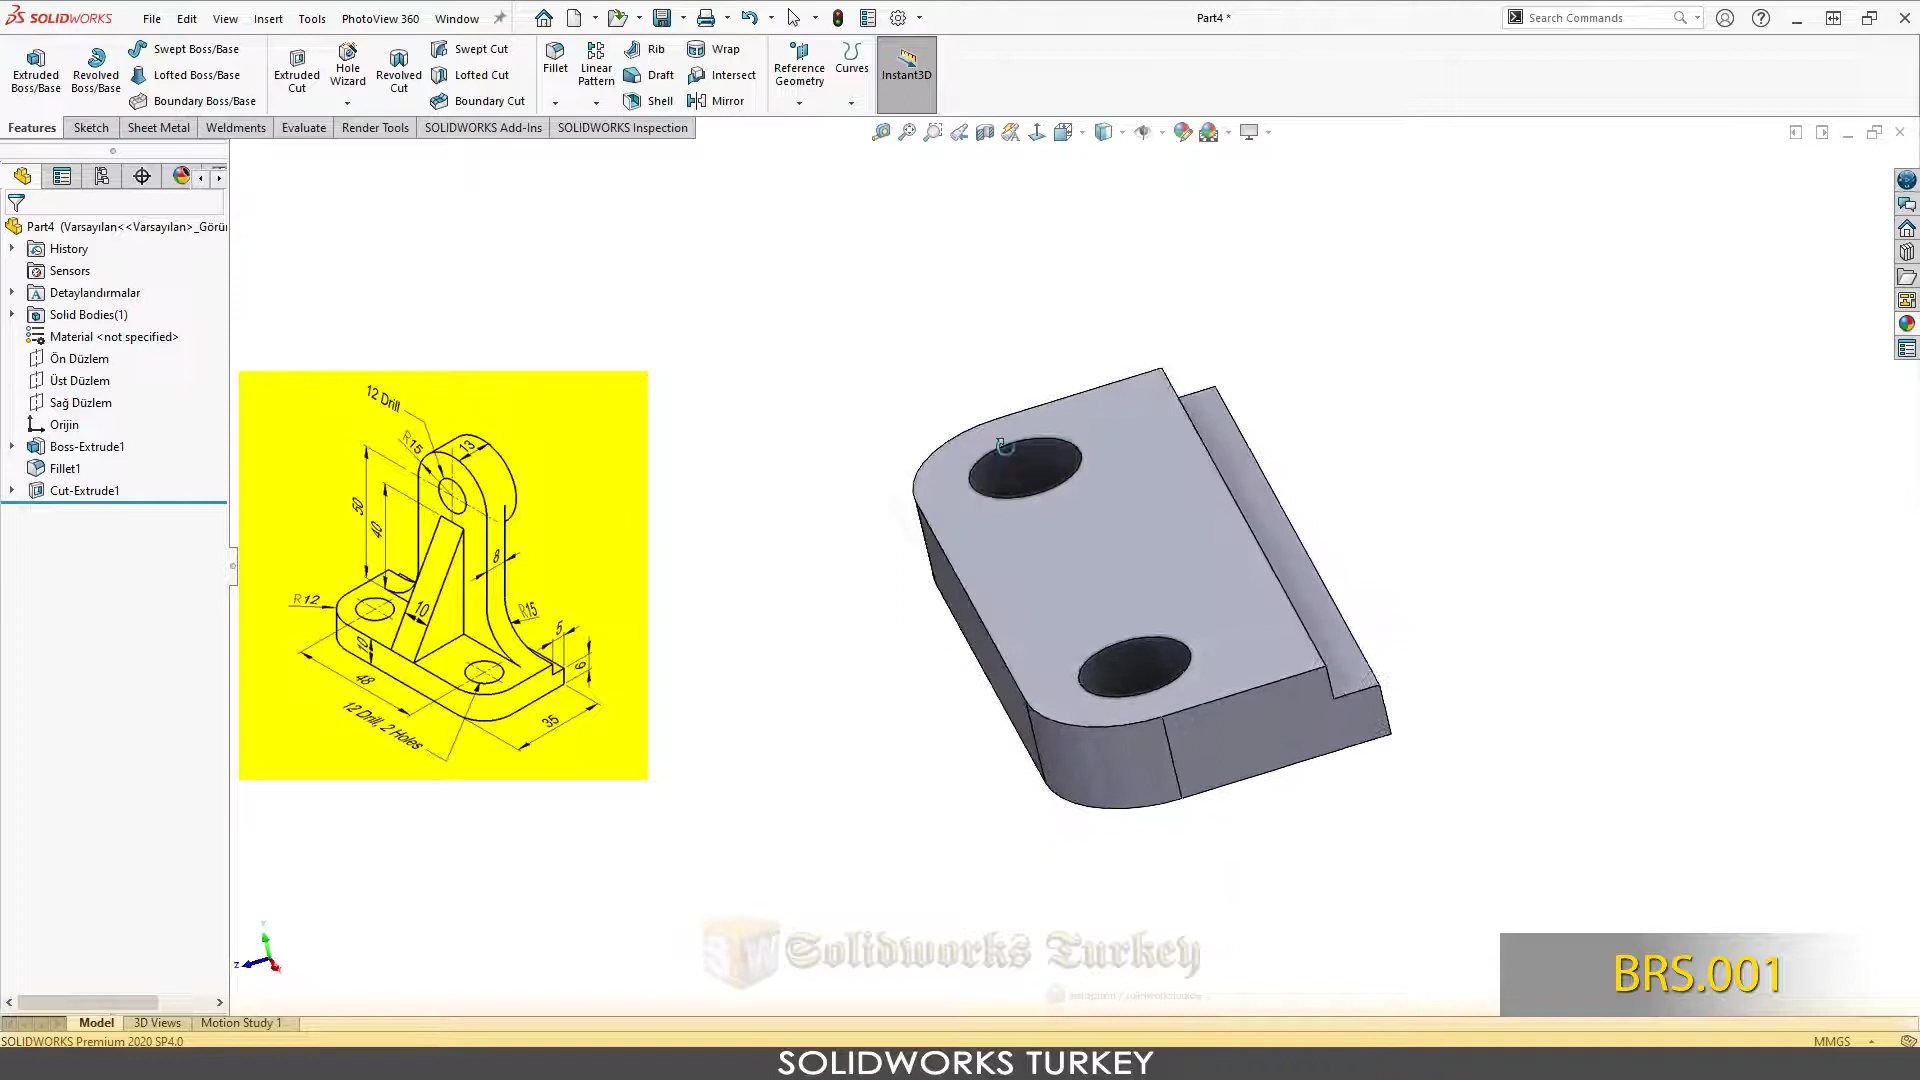 SOLIDWORKS File Edit View Insert Tools PhotoView 360 Window Part4 * Search Commands
Extruded Boss/Base
Revolved Boss/Base
Swept Boss/Base
Lofted Boss/Base
Boundary Boss/Base
Extruded Cut
Hole Wizard
Revolved Cut
Swept Cut
Lofted Cut
Boundary Cut
Fillet
Linear Pattern
Rib
Draft
Shell
Wrap
Intersect
Mirror
Reference Geometry
Curves
Instant3D
Features Sketch Sheet Metal Weldments Evaluate Render Tools SOLIDWORKS Add-Ins SOLIDWORKS Inspection
Part4 (Varsayılan<<Varsayılan>_Görü
History
Sensors
Detaylandırmalar
Solid Bodies(1)
Material <not specified>
Ön Düzlem
Üst Düzlem
Sağ Düzlem
Orijin
Boss-Extrude1
Fillet1
Cut-Extrude1
12 Drill
R15
13
50
40
8
R12
10
R15
5
10
6
48
35
12 Drill, 2 Holes
z
Solidworks Turkey
BRS.001
Model 3D Views Motion Study 1
SOLIDWORKS Premium 2020 SP4.0
MMGS
SOLIDWORKS TURKEY